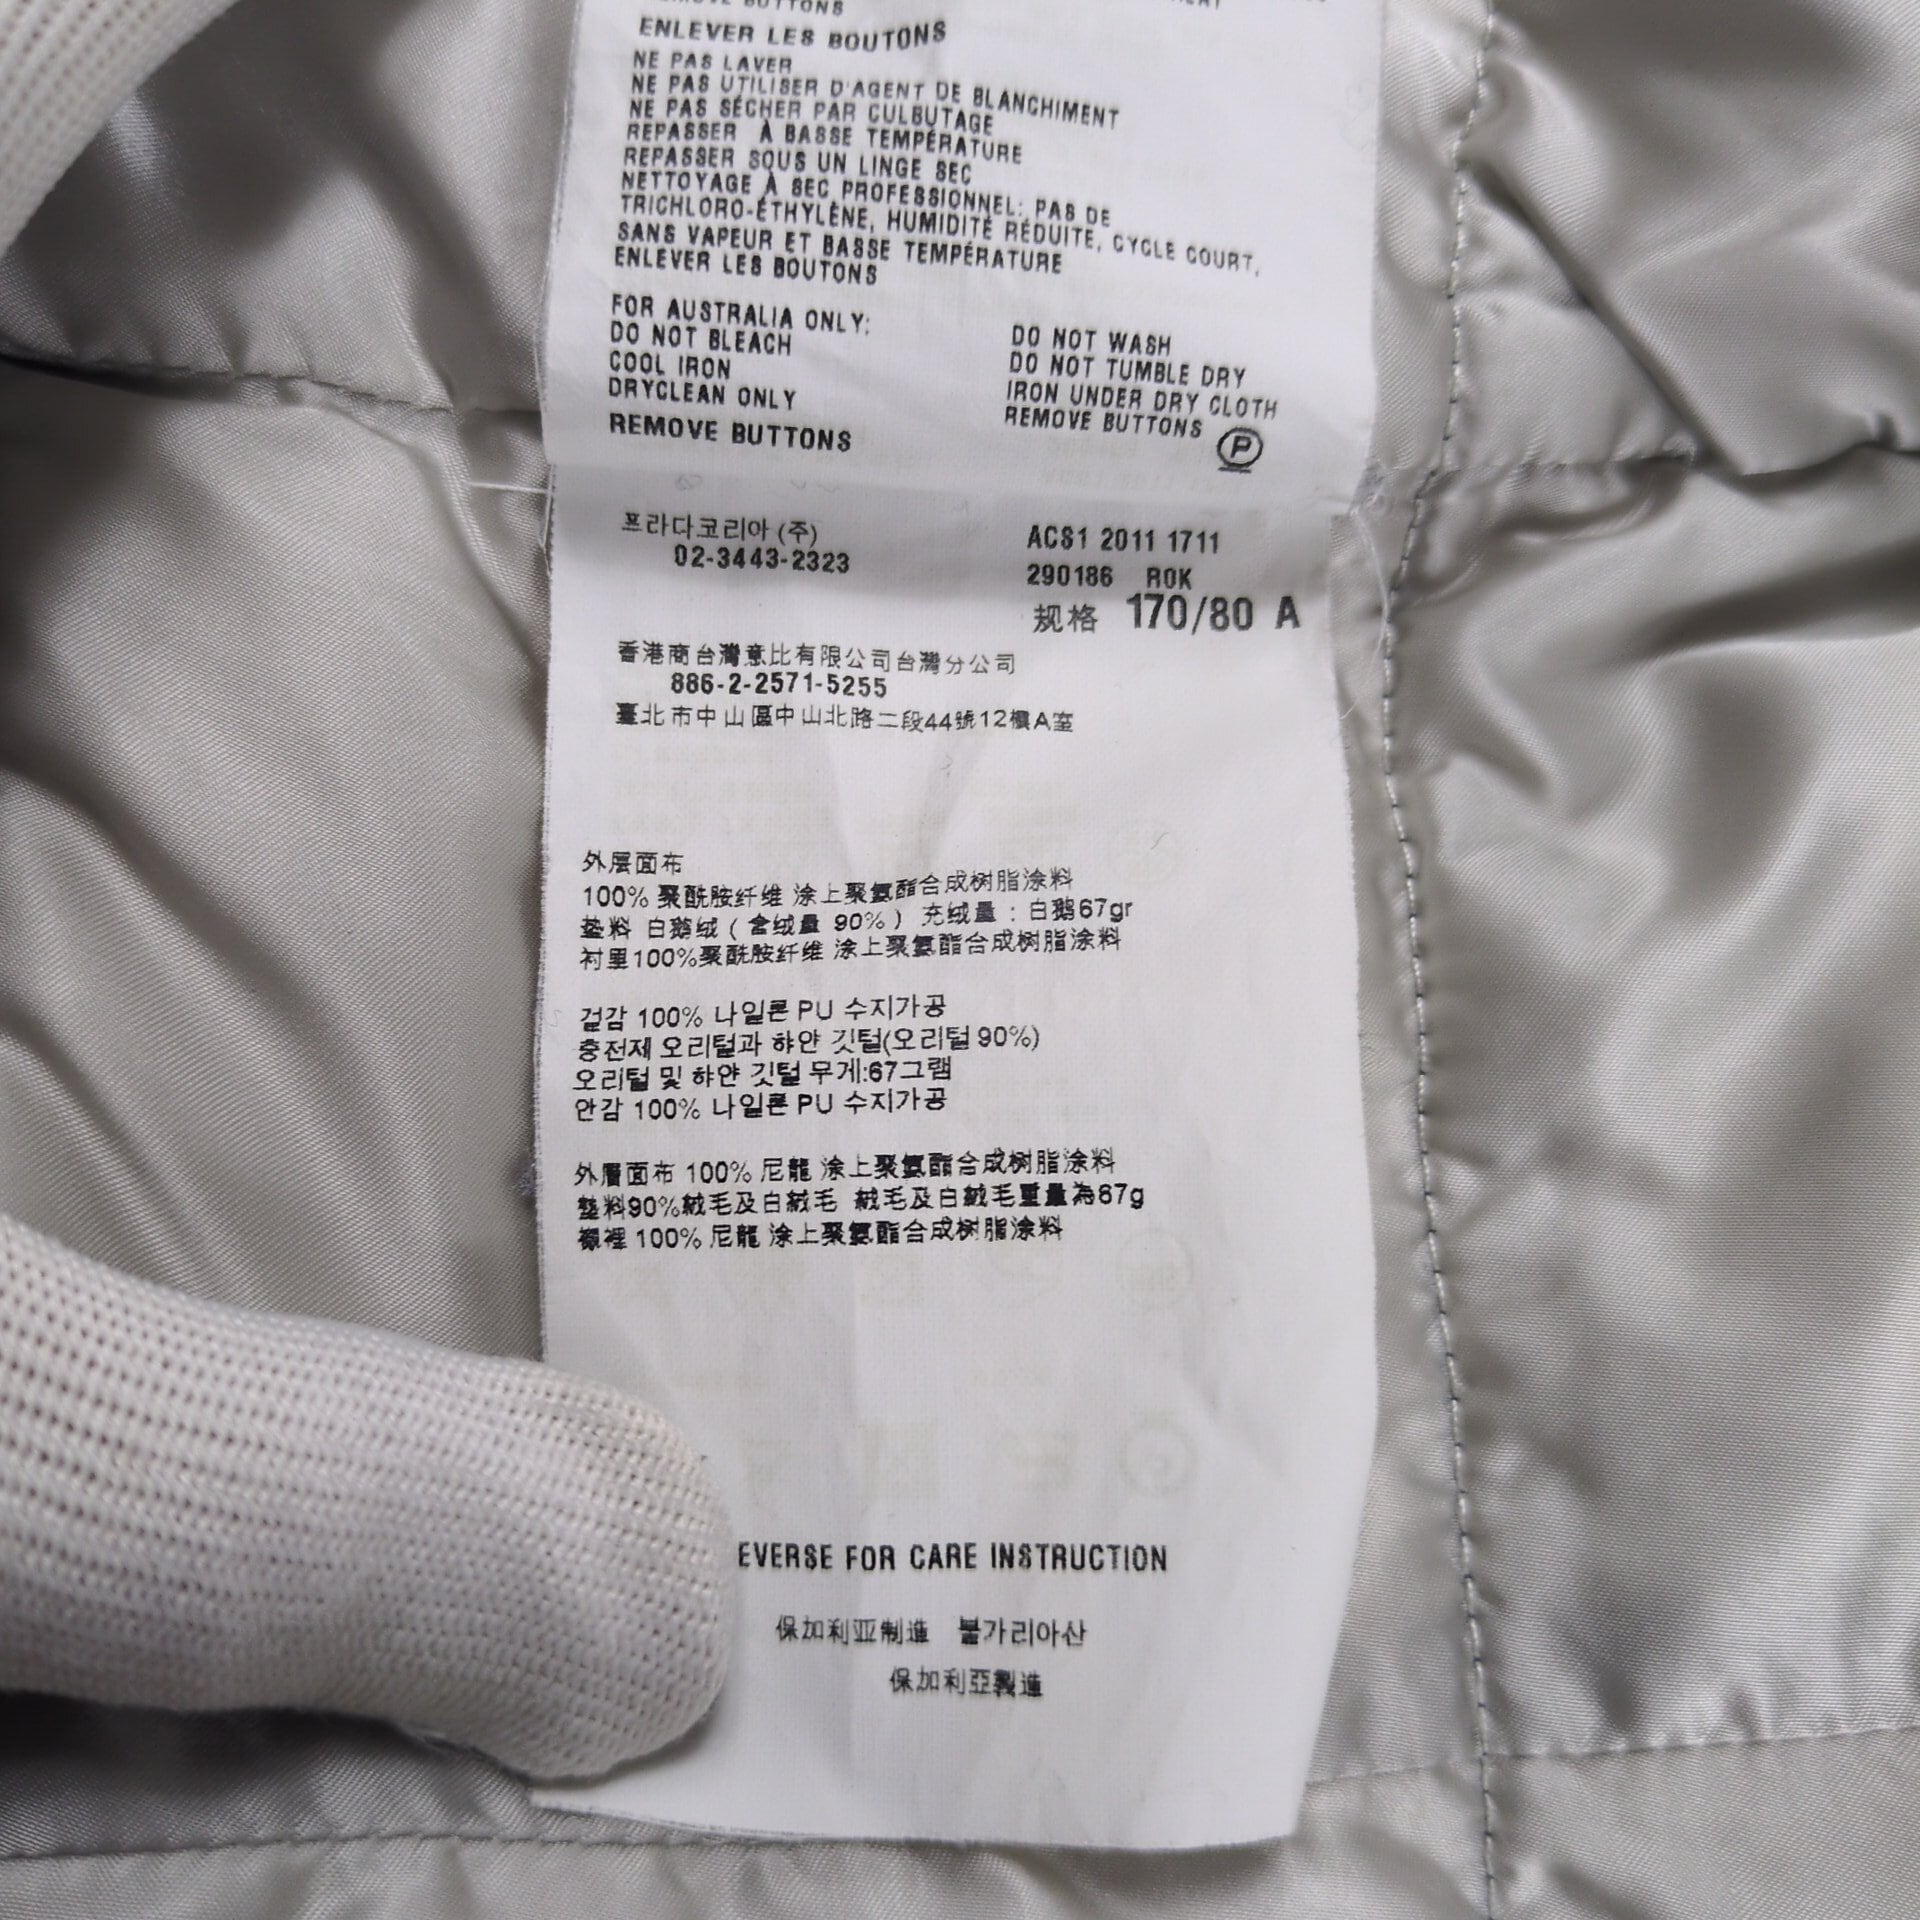 REMOVE BUTTONS
ENLEVER LES BOUTONS
NE PAS LAVER
NE PAS UTILISER D'AGENT DE BLANCHIMENT
NE PAS SÉCHER PAR CULBUTAGE
REPASSER À BASSE TEMPÉRATURE
REPASSER SOUS UN LINGE SEC
NETTOYAGE À SEC PROFESSIONNEL: PAS DE
TRICHLORO-ÉTHYLÈNE, HUMIDITÉ RÉDUITE, CYCLE COURT,
SANS VAPEUR ET BASSE TEMPÉRATURE
ENLEVER LES BOUTONS
FOR AUSTRALIA ONLY:
DO NOT BLEACH DO NOT WASH
COOL IRON DO NOT TUMBLE DRY
DRYCLEAN ONLY IRON UNDER DRY CLOTH
REMOVE BUTTONS REMOVE BUTTONS
P
프라다코리아 (주) ACS1 2011 1711
02-3443-2323 290186 ROK
规格 170/80 A
香港商台灣意比有限公司台灣分公司
886-2-2571-5255
臺北市中山區中山北路二段44號12樓A室
外层面布
100% 聚酰胺纤维 涂上聚氨酯合成树脂涂料
垫料 白鹅绒 ( 含绒量 90% ) 充绒量 : 白鹅67gr
衬里100%聚酰胺纤维 涂上聚氨酯合成树脂涂料
겉감 100% 나일론 PU 수지가공
충전제 오리털과 하얀 깃털(오리털 90%)
오리털 및 하얀 깃털 무게:67그램
안감 100% 나일론 PU 수지가공
外層面布 100% 尼龍 涂上聚氨酯合成树脂涂料
墊料90%絨毛及白絨毛 絨毛及白絨毛重量為67g
襯裡 100% 尼龍 涂上聚氨酯合成树脂涂料
EVERSE FOR CARE INSTRUCTION
保加利亚制造 불가리아산
保加利亞製造